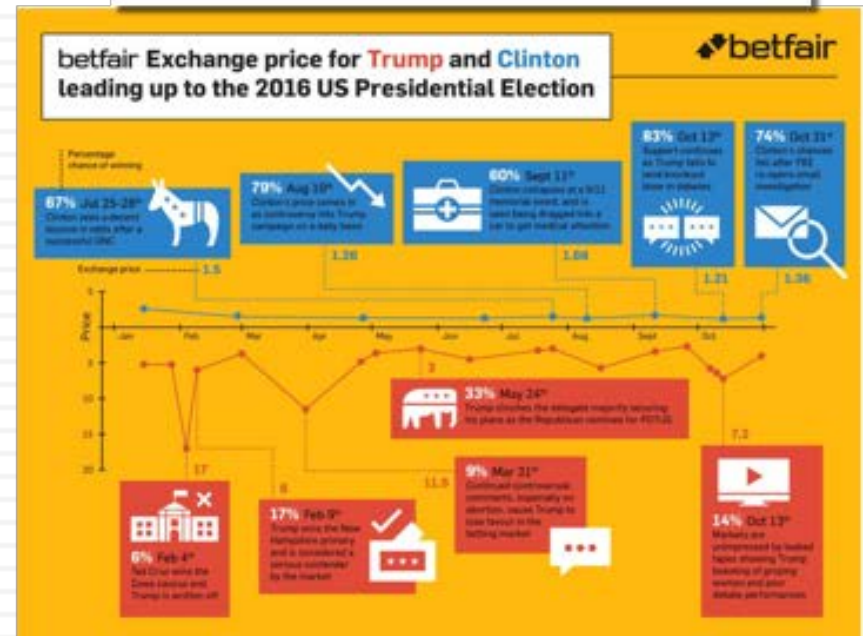 betfair Exchange price for Trump and Clinton
leading up to the 2016 US Presidential Election
betfair
Percentage
chance of winning
67% Jul 25-28th
Clinton sees a decent
bounce in odds after a
successful DNC
79% Aug 19th
Clinton's price comes in
as controversy hits Trump
campaign on a daily basis
60% Sept 11th
Clinton collapses at a 9/11
memorial event, and is
seen being dragged into a
car to get medical attention
83% Oct 13th
Support continues
as Trump fails to
land knockout
blow in debates
74% Oct 31st
Clinton's chances
fall after FBI
re-opens email
investigation
Exchange price
1.5
1.21
1.36
Price
Jan
Feb
Mar
Apr
May
Jun
Jul
Aug
Sept
Oct
5
5
10
15
20
3
33% May 24th
Trump clinches the delegate majority securing
his place as the Republican nominee for POTUS
17
6
11.5
7.2
6% Feb 4th
Ted Cruz wins the
Iowa caucus and
Trump is written off
17% Feb 9th
Trump wins the New
Hampshire primary
and is considered a
serious contender
by the market
9% Mar 31st
Continued controversial
comments, especially on
abortion, cause Trump to
lose favour in the
betting market
14% Oct 13th
Markets are
unimpressed by leaked
tapes showing Trump
boasting of groping
women and poor
debate performances